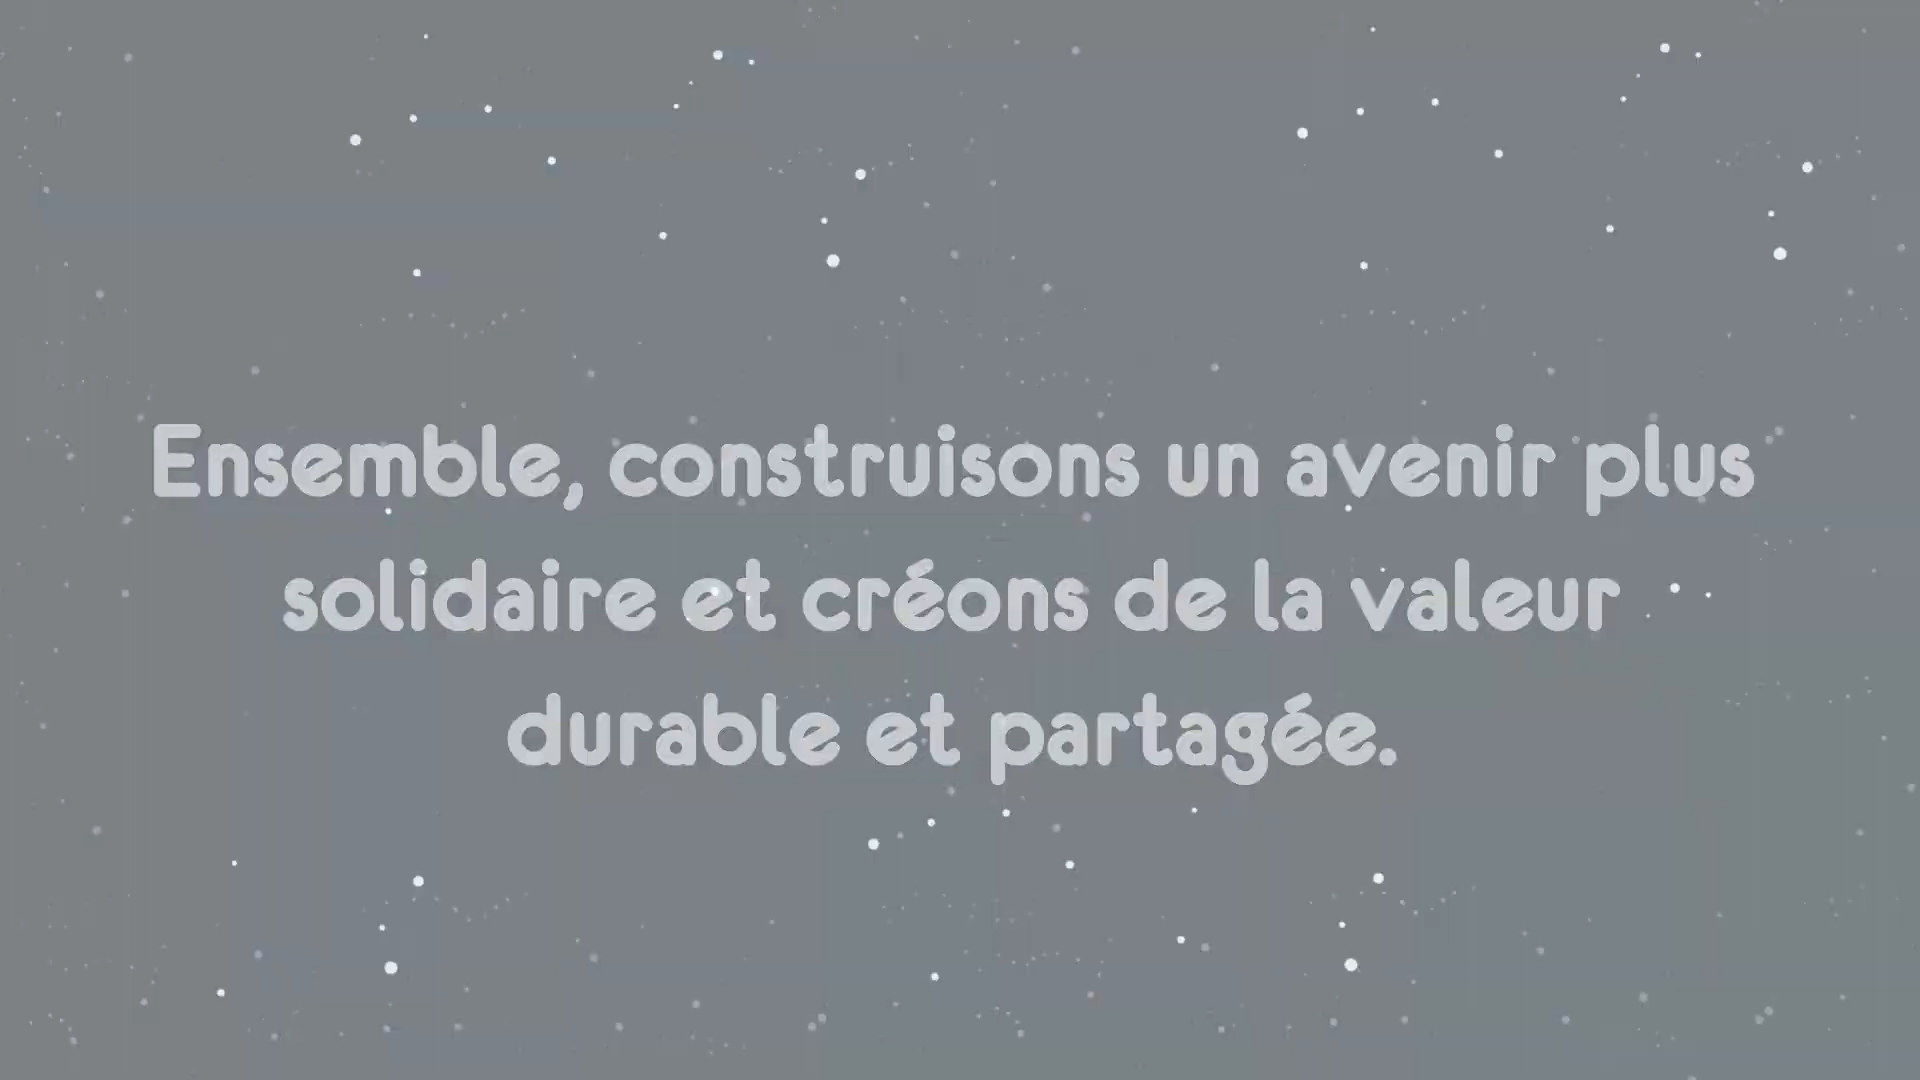 Ensemble, construisons un avenir plus
solidaire et créons de la valeur
durable et partagée.